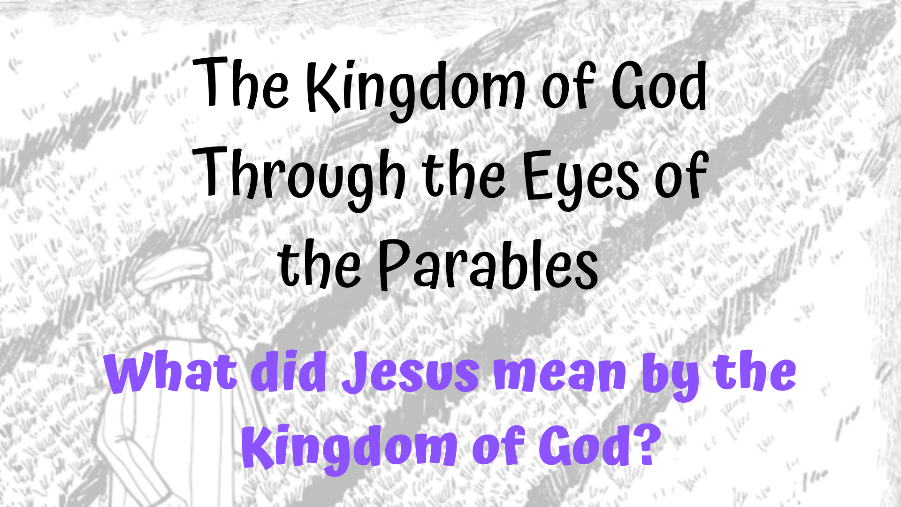 The Kingdom of God
Through the Eyes of
the Parables
What did Jesus mean by the
Kingdom of God?